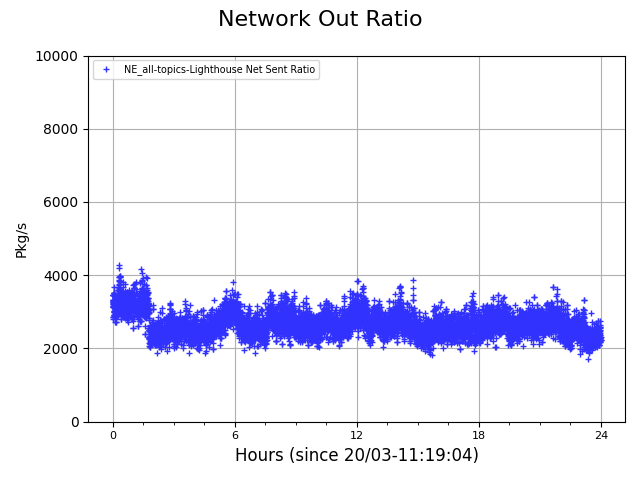 Network Out Ratio
10000
NE_all-topics-Lighthouse Net Sent Ratio
8000
6000
Pkg/s
4000
2000
0
0 6 12 18 24
Hours (since 20/03-11:19:04)